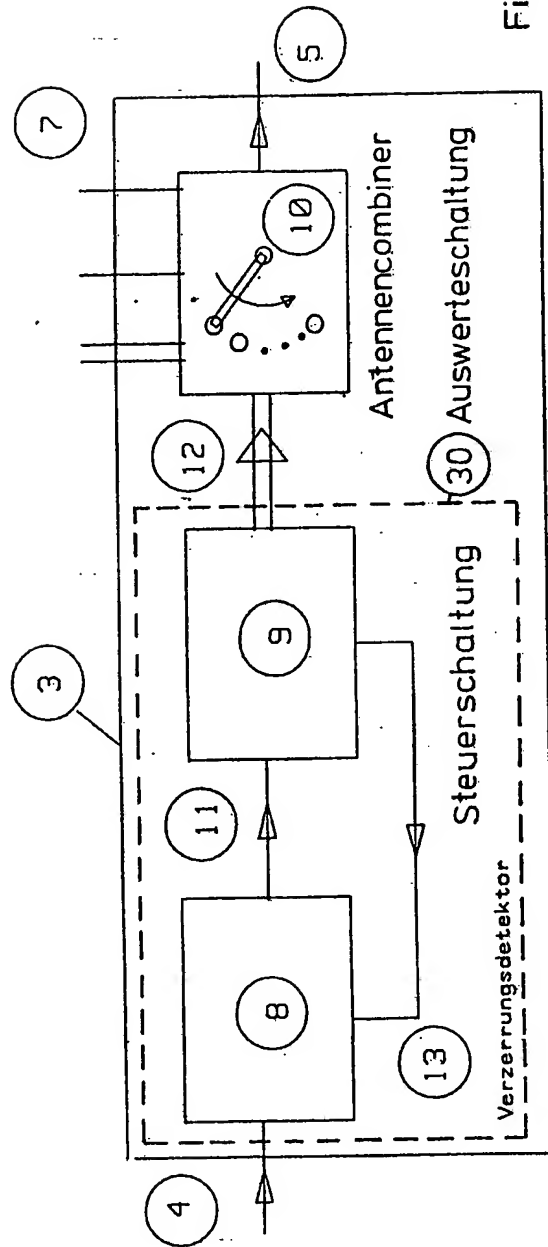 7
5
Fi
3
12
10
Antennencombiner
30 Auswerteschaltung
4
11
8
9
13
Steuerschaltung
Verzerrungsdetektor